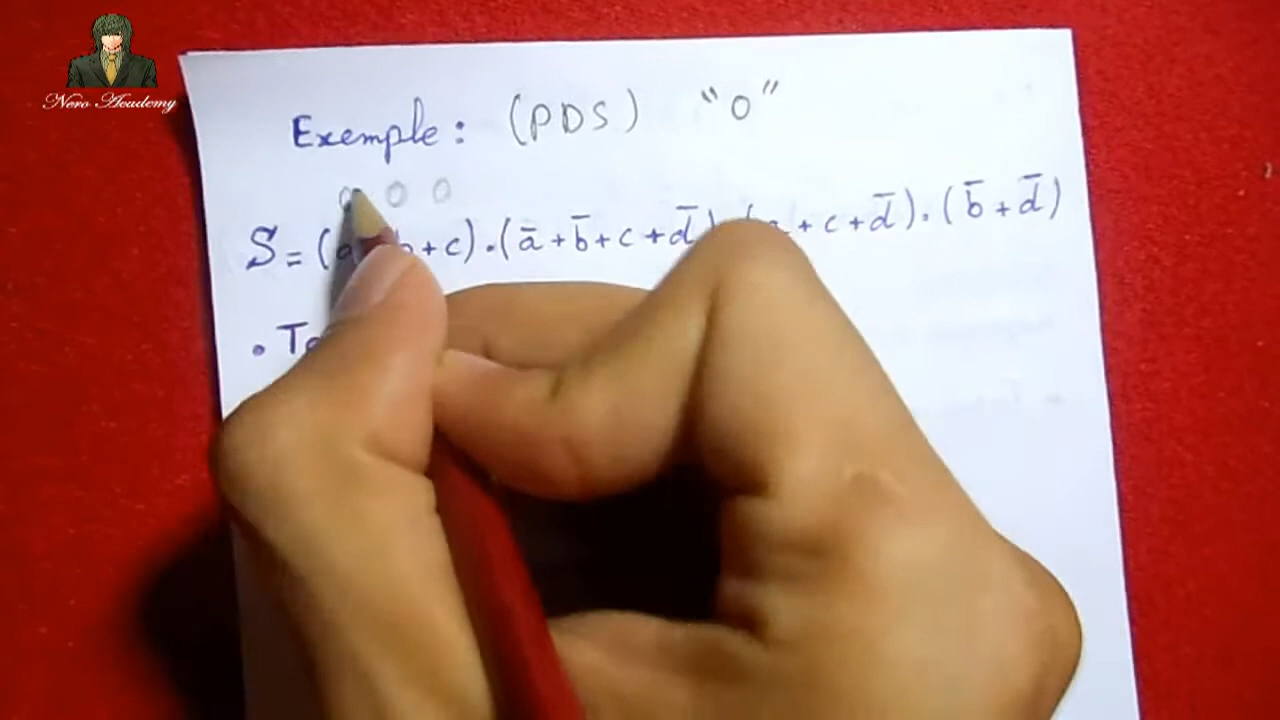 Nero Academy
Exemple : (PDS) "0"
0 0 0
S = ( + c) . (ā + b̄ + c + d̄) + c + d̄) . (b̄ + d̄)